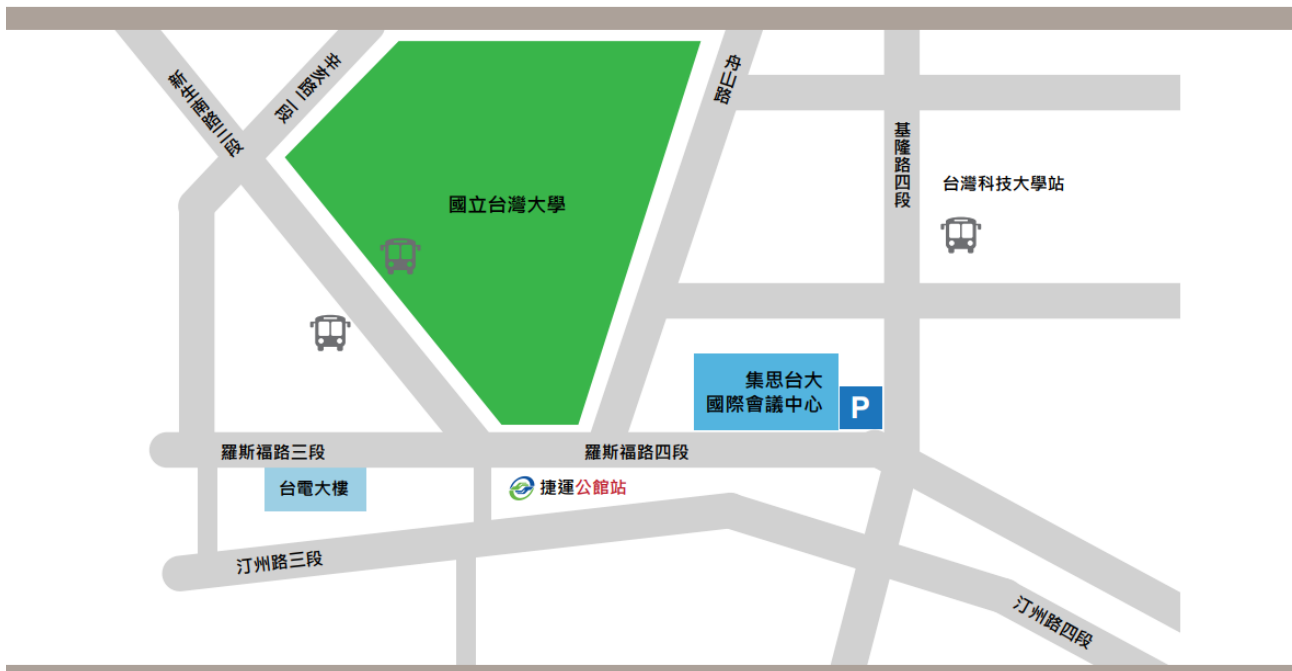 新生南路三段
辛亥路二段
舟山路
國立台灣大學
基隆路四段
台灣科技大學站
集思台大
國際會議中心
P
羅斯福路三段
羅斯福路四段
台電大樓
捷運公館站
汀州路三段
汀州路四段